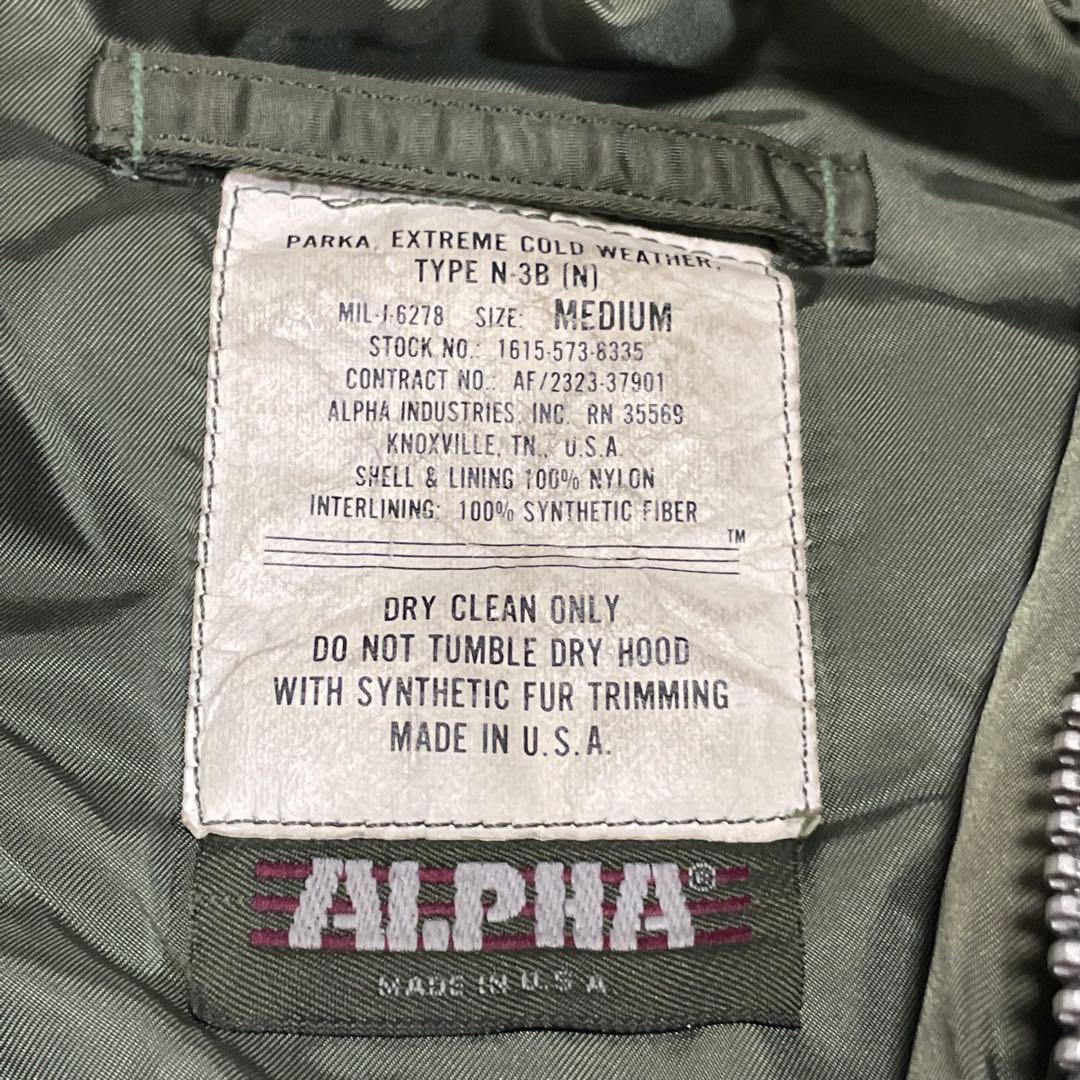 PARKA, EXTREME COLD WEATHER,
TYPE N-3B (N)
MIL-J-6278 SIZE: MEDIUM
STOCK NO.: 1615-573-8335
CONTRACT NO.: AF/2323-37901
ALPHA INDUSTRIES, INC. RN 35569
KNOXVILLE, TN., U.S.A.
SHELL & LINING 100% NYLON
INTERLINING: 100% SYNTHETIC FIBER
TM
DRY CLEAN ONLY
DO NOT TUMBLE DRY HOOD
WITH SYNTHETIC FUR TRIMMING
MADE IN U.S.A.
ALPHA®
MADE IN U.S.A